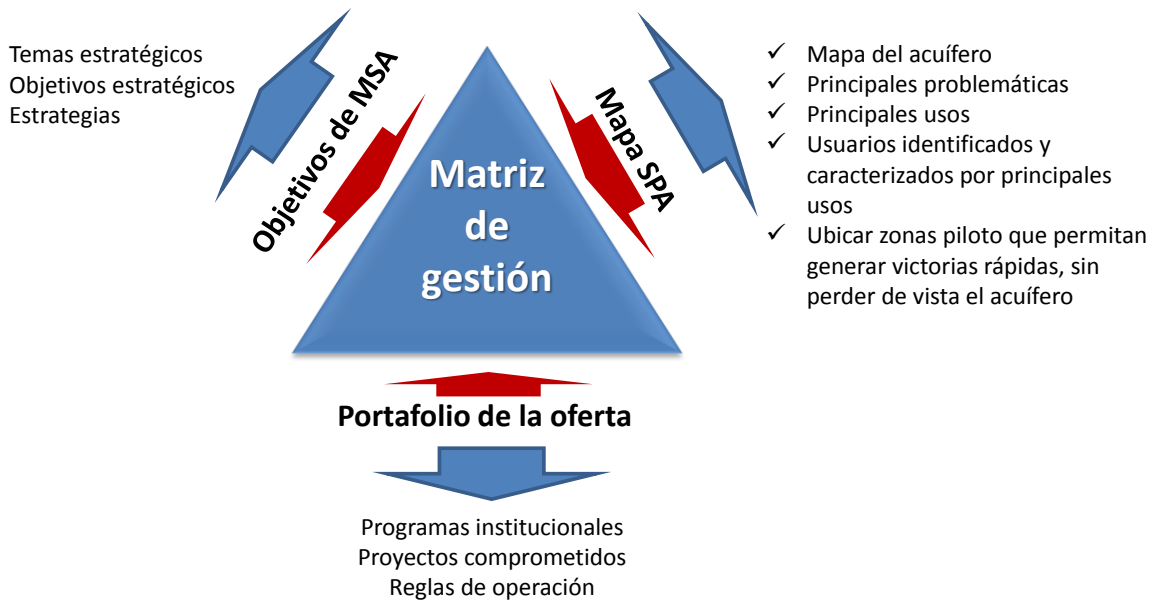 Temas estratégicos
Objetivos estratégicos
Estrategias
Objetivos de MSA
Matriz
de
gestión
Mapa SPA
✓ Mapa del acuífero
✓ Principales problemáticas
✓ Principales usos
✓ Usuarios identificados y
caracterizados por principales
usos
✓ Ubicar zonas piloto que permitan
generar victorias rápidas, sin
perder de vista el acuífero
Portafolio de la oferta
Programas institucionales
Proyectos comprometidos
Reglas de operación